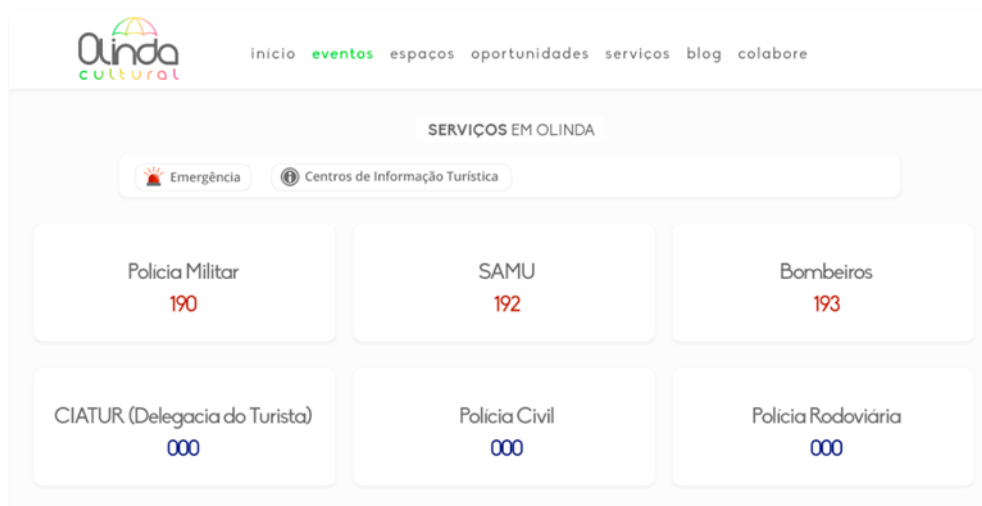 Olinda
cultural
início eventos espaços oportunidades serviços blog colabore
SERVIÇOS EM OLINDA
Emergência Centros de Informação Turística
Polícia Militar SAMU Bombeiros
190 192 193
CIATUR (Delegacia do Turista) Polícia Civil Polícia Rodoviária
000 000 000